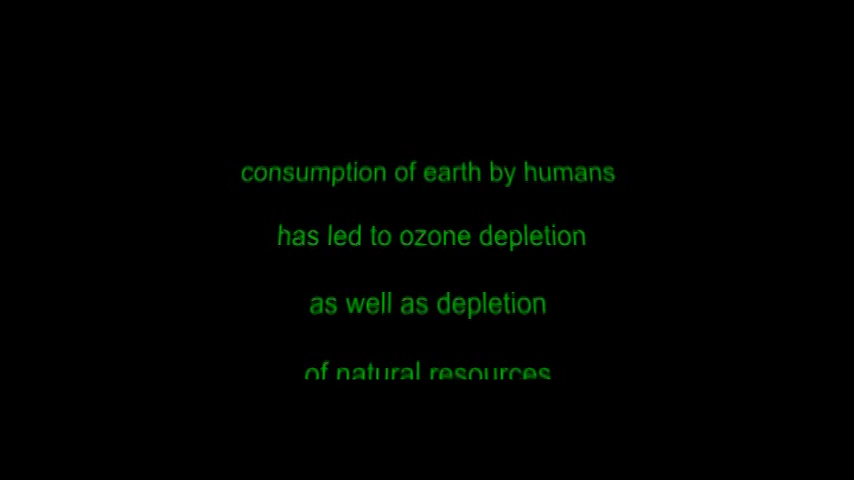 consumption of earth by humans
has led to ozone depletion
as well as depletion
of natural resources